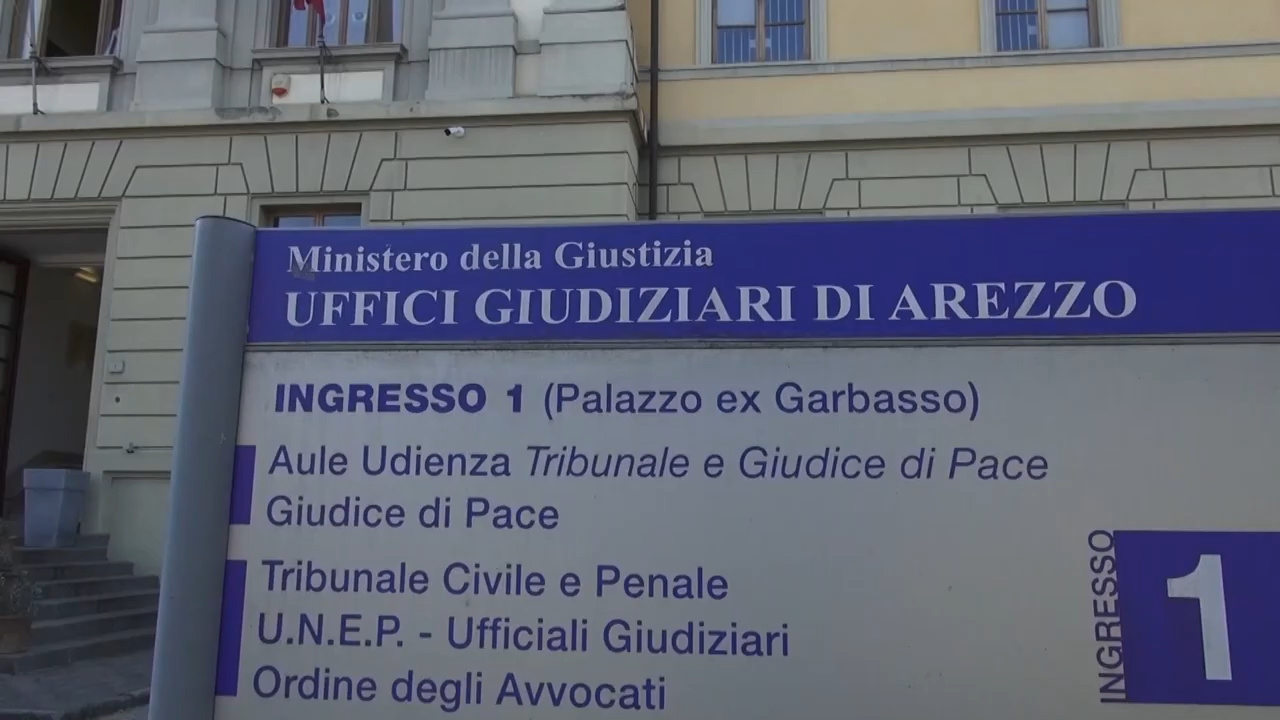 Ministero della Giustizia
UFFICI GIUDIZIARI DI AREZZO
INGRESSO 1 (Palazzo ex Garbasso)
Aule Udienza Tribunale e Giudice di Pace
Giudice di Pace
Tribunale Civile e Penale
U.N.E.P. - Ufficiali Giudiziari
Ordine degli Avvocati
INGRESSO
1